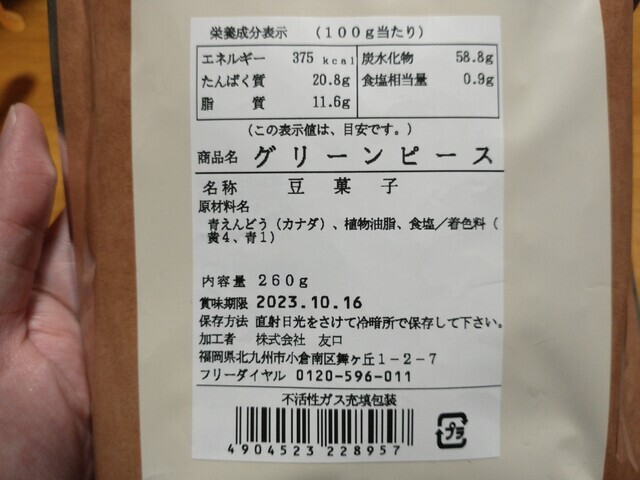 栄養成分表示　(100g当たり)
エネルギー 375 kcal 炭水化物 58.8g
たんぱく質 20.8g 食塩相当量 0.9g
脂　質 11.6g
(この表示値は、目安です。)
商品名 グリーンピース
名称　豆菓子
原材料名
青えんどう(カナダ)、植物油脂、食塩/着色料(
黄4、青1)
内容量 260g
賞味期限 2023.10.16
保存方法 直射日光をさけて冷暗所で保存して下さい。
加工者　株式会社　友口
福岡県北九州市小倉南区舞ヶ丘1-2-7
フリーダイヤル 0120-596-011
不活性ガス充填包装
プラ
4904523 228957